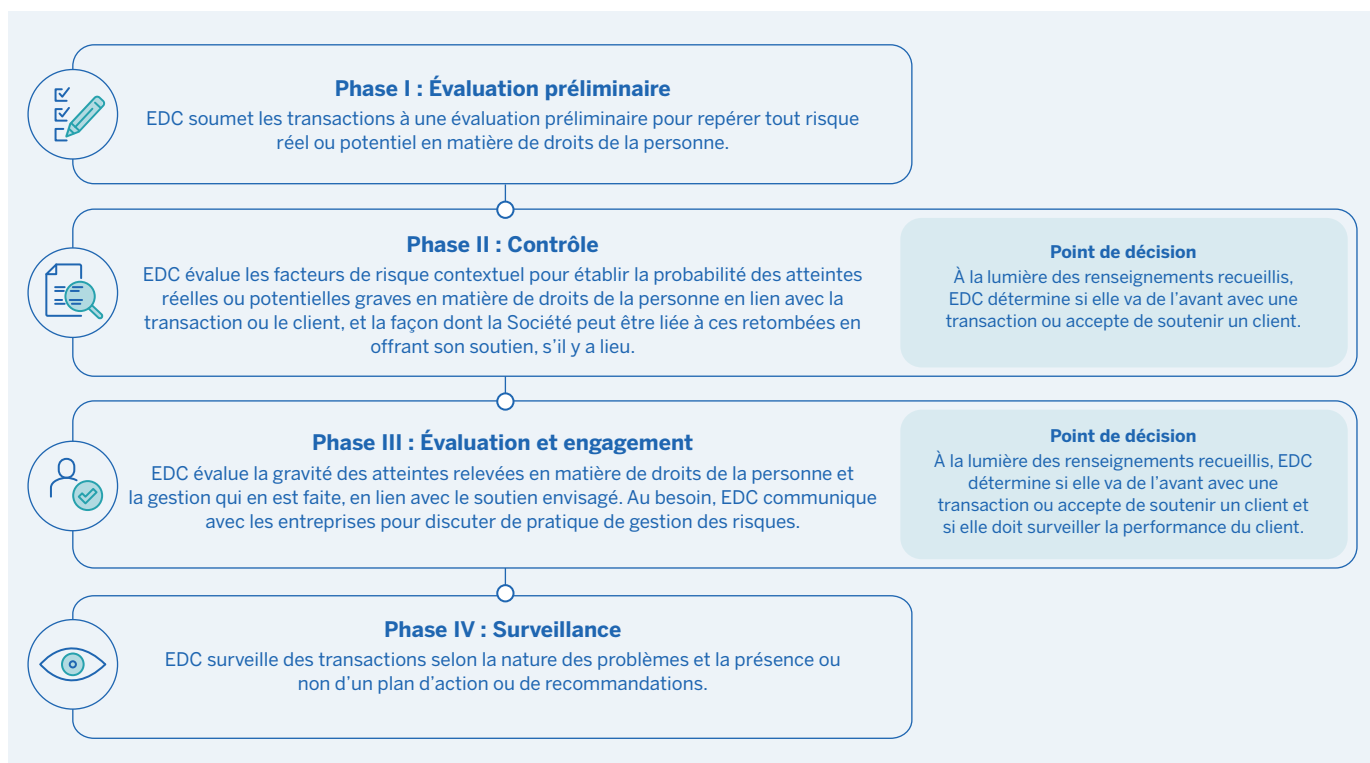 Phase I : Évaluation préliminaire
EDC soumet les transactions à une évaluation préliminaire pour repérer tout risque
réel ou potentiel en matière de droits de la personne.
Phase II : Contrôle
EDC évalue les facteurs de risque contextuel pour établir la probabilité des atteintes
réelles ou potentielles graves en matière de droits de la personne en lien avec la
transaction ou le client, et la façon dont la Société peut être liée à ces retombées en
offrant son soutien, s’il y a lieu.
Point de décision
À la lumière des renseignements recueillis,
EDC détermine si elle va de l’avant avec une
transaction ou accepte de soutenir un client.
Phase III : Évaluation et engagement
EDC évalue la gravité des atteintes relevées en matière de droits de la personne et
la gestion qui en est faite, en lien avec le soutien envisagé. Au besoin, EDC communique
avec les entreprises pour discuter de pratique de gestion des risques.
Point de décision
À la lumière des renseignements recueillis, EDC
détermine si elle va de l’avant avec une
transaction ou accepte de soutenir un client et
si elle doit surveiller la performance du client.
Phase IV : Surveillance
EDC surveille des transactions selon la nature des problèmes et la présence ou
non d’un plan d’action ou de recommandations.